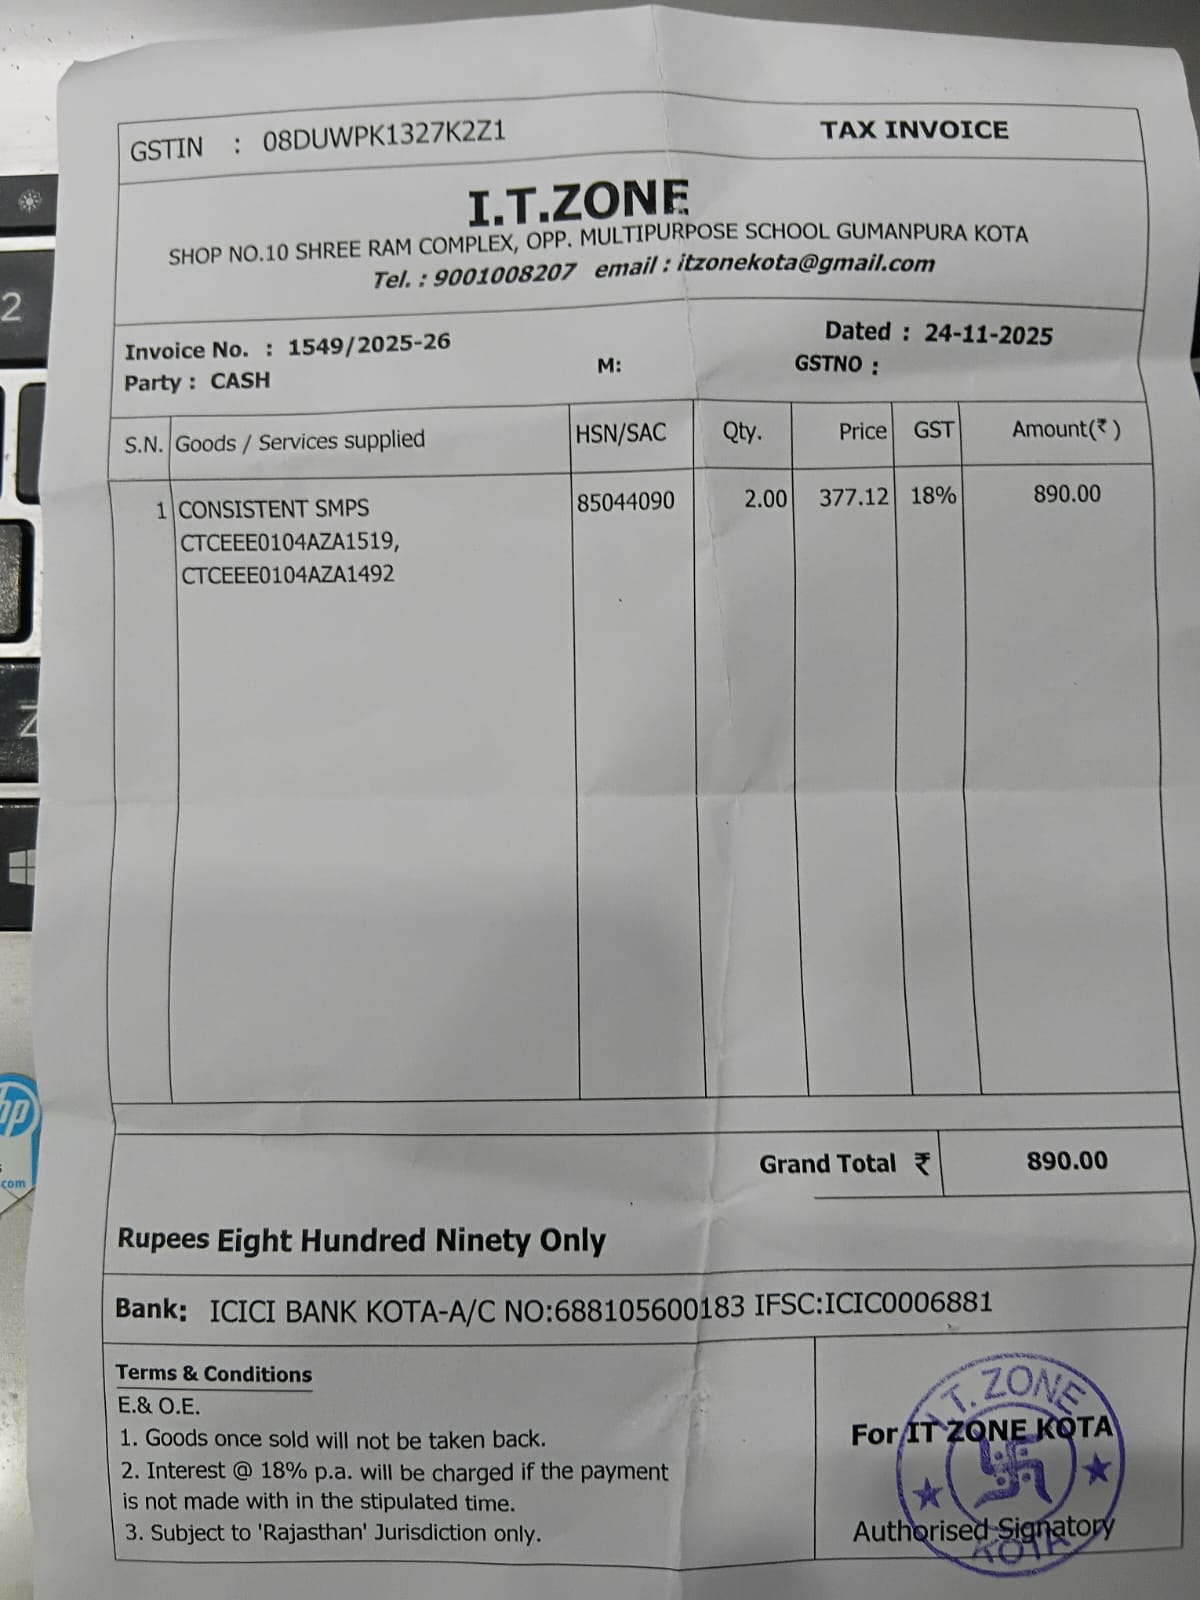 GSTIN : 08DUWPK1327K2Z1 TAX INVOICE
I.T.ZONE
SHOP NO.10 SHREE RAM COMPLEX, OPP. MULTIPURPOSE SCHOOL GUMANPURA KOTA
Tel. : 9001008207 email : itzonekota@gmail.com
Invoice No. : 1549/2025-26 Dated : 24-11-2025
Party : CASH M: GSTNO :
S.N. Goods / Services supplied HSN/SAC Qty. Price GST Amount(₹ )
1 CONSISTENT SMPS 85044090 2.00 377.12 18% 890.00
CTCEEE0104AZA1519,
CTCEEE0104AZA1492
Grand Total ₹ 890.00
Rupees Eight Hundred Ninety Only
Bank: ICICI BANK KOTA-A/C NO:688105600183 IFSC:ICIC0006881
Terms & Conditions
E.& O.E.
1. Goods once sold will not be taken back.
2. Interest @ 18% p.a. will be charged if the payment
is not made with in the stipulated time.
3. Subject to 'Rajasthan' Jurisdiction only.
For IT ZONE KOTA
Authorised Signatory
I.T. ZONE
KOTA
2
Z
hp
com